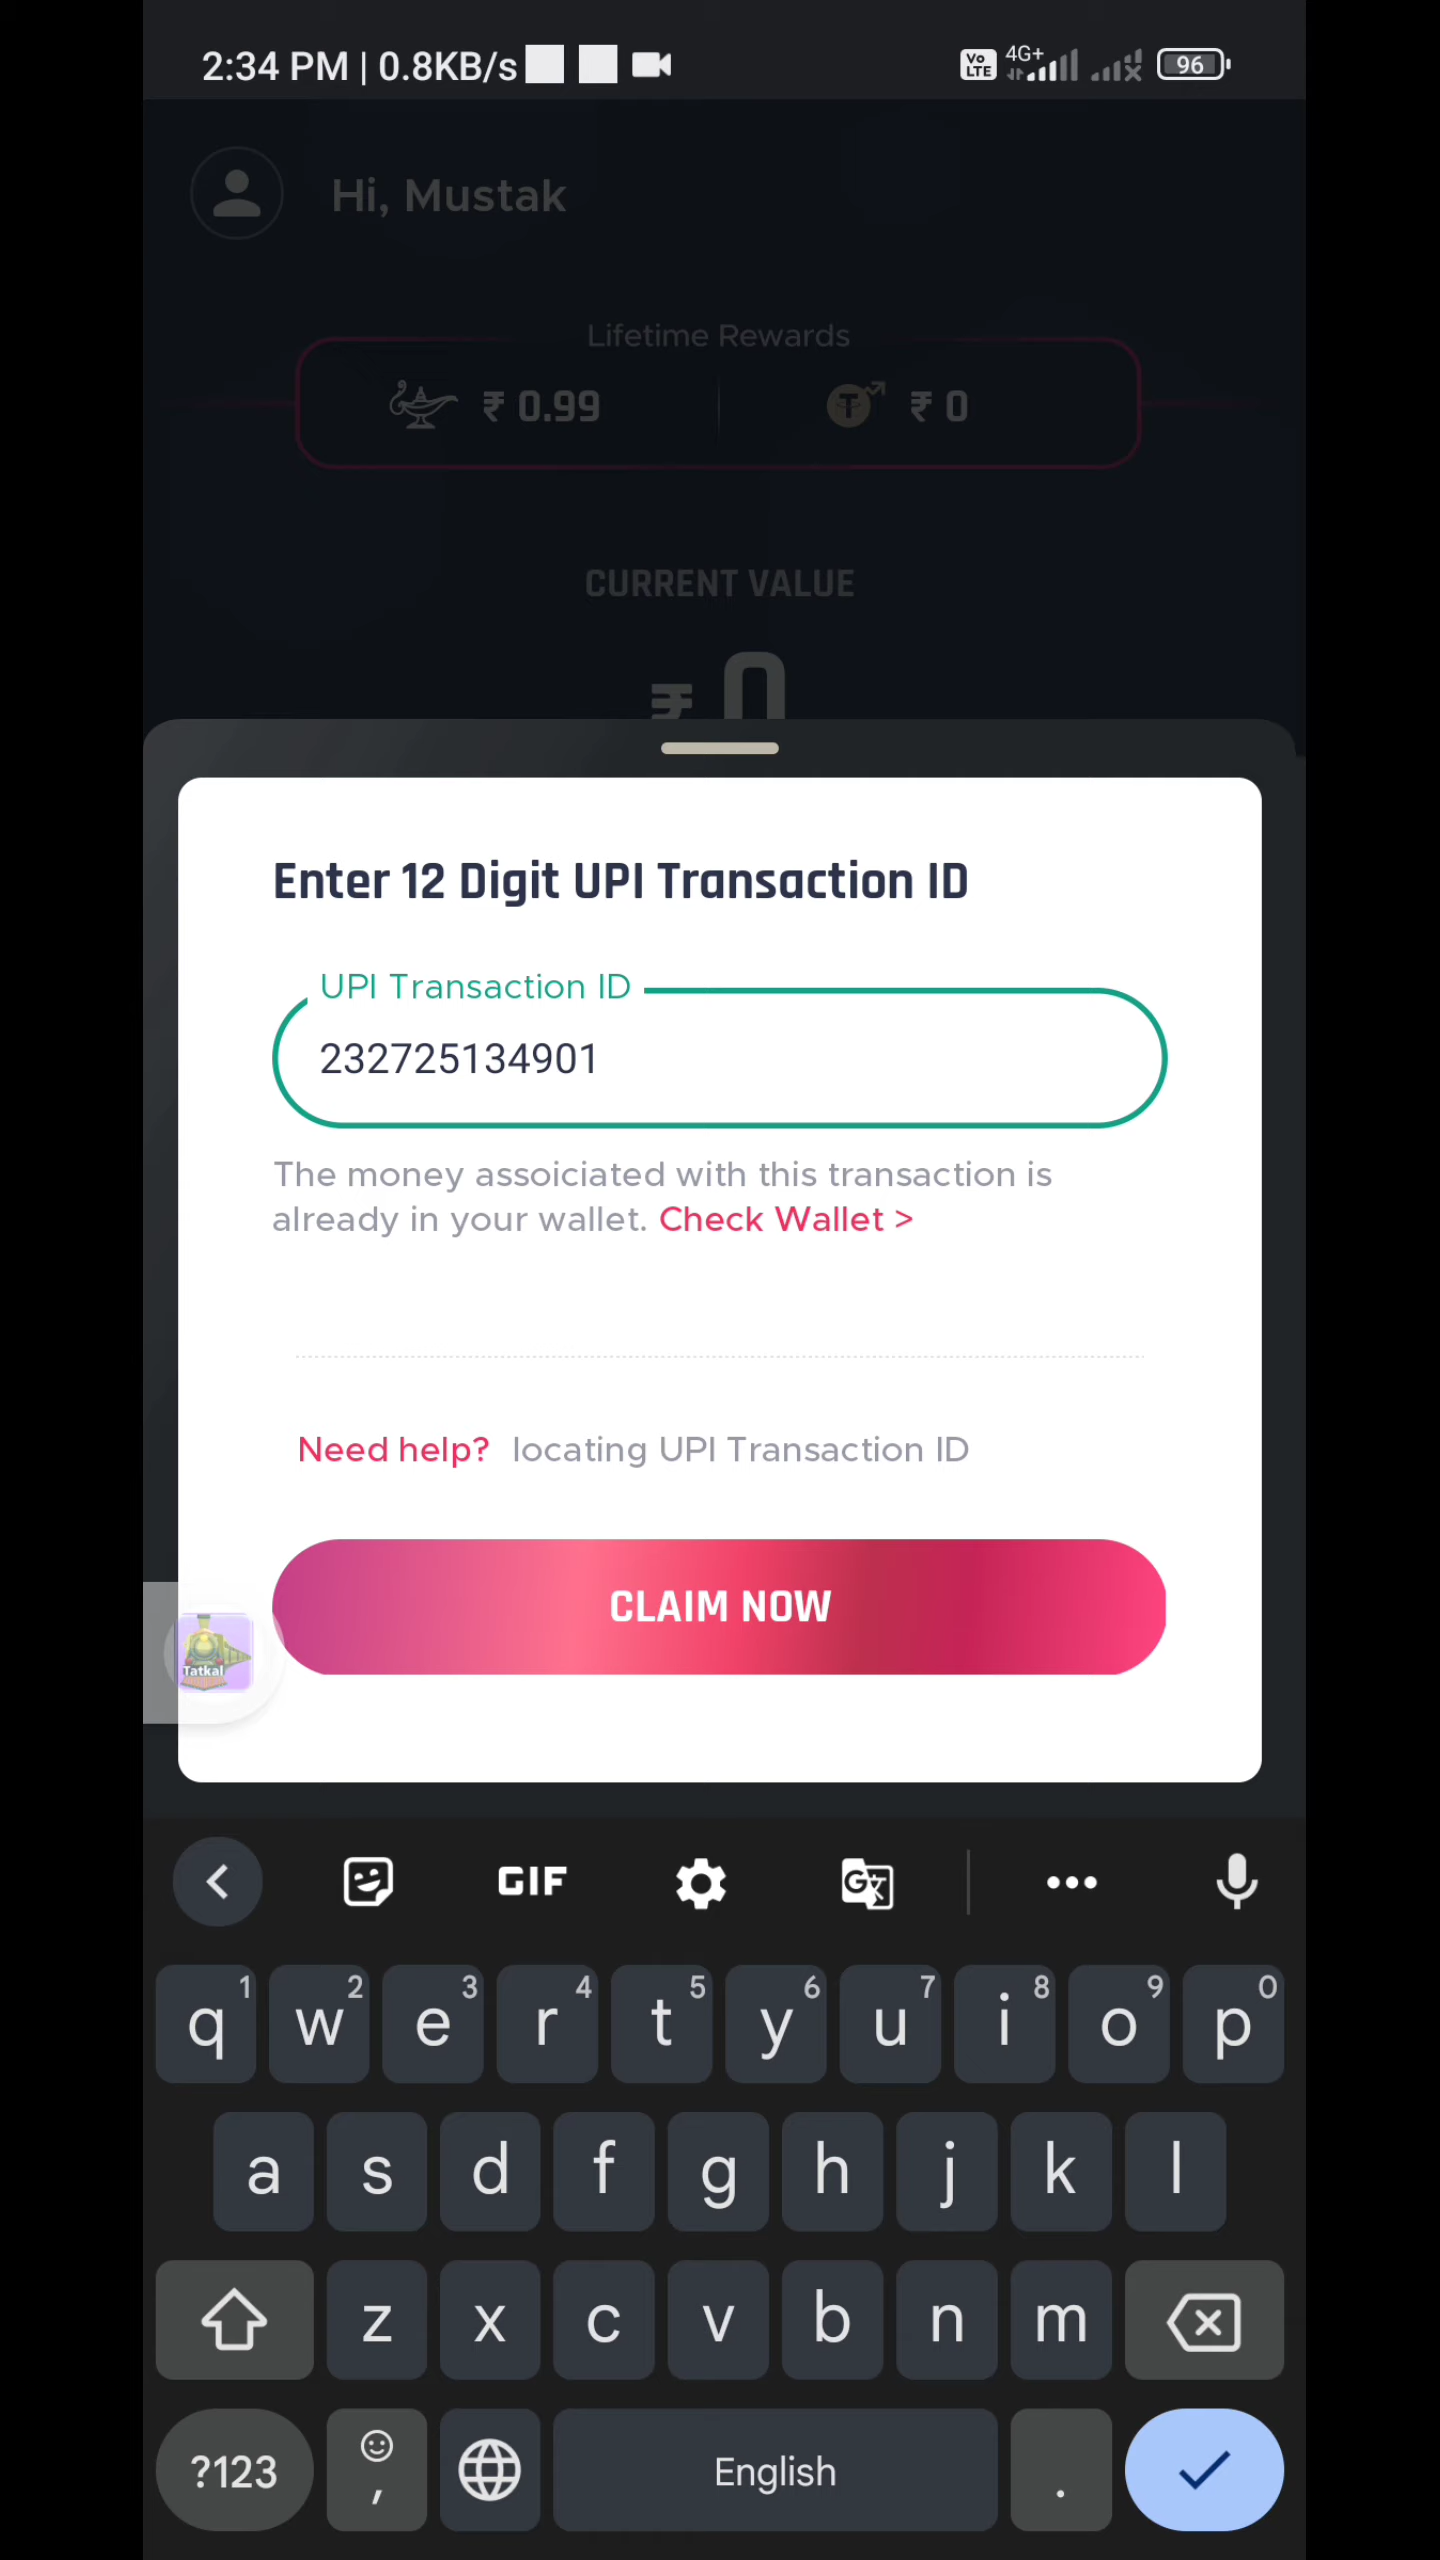 2:34 PM | 0.8KB/s
Vo LTE 4G+ 96
Hi, Mustak
Lifetime Rewards
₹ 0.99 ₹ 0
CURRENT VALUE
₹ 0
Enter 12 Digit UPI Transaction ID
UPI Transaction ID
232725134901
The money assoiciated with this transaction is
already in your wallet. Check Wallet >
Need help? locating UPI Transaction ID
CLAIM NOW
Tatkal
GIF
1 2 3 4 5 6 7 8 9 0
q w e r t y u i o p
a s d f g h j k l
z x c v b n m
?123 , English .